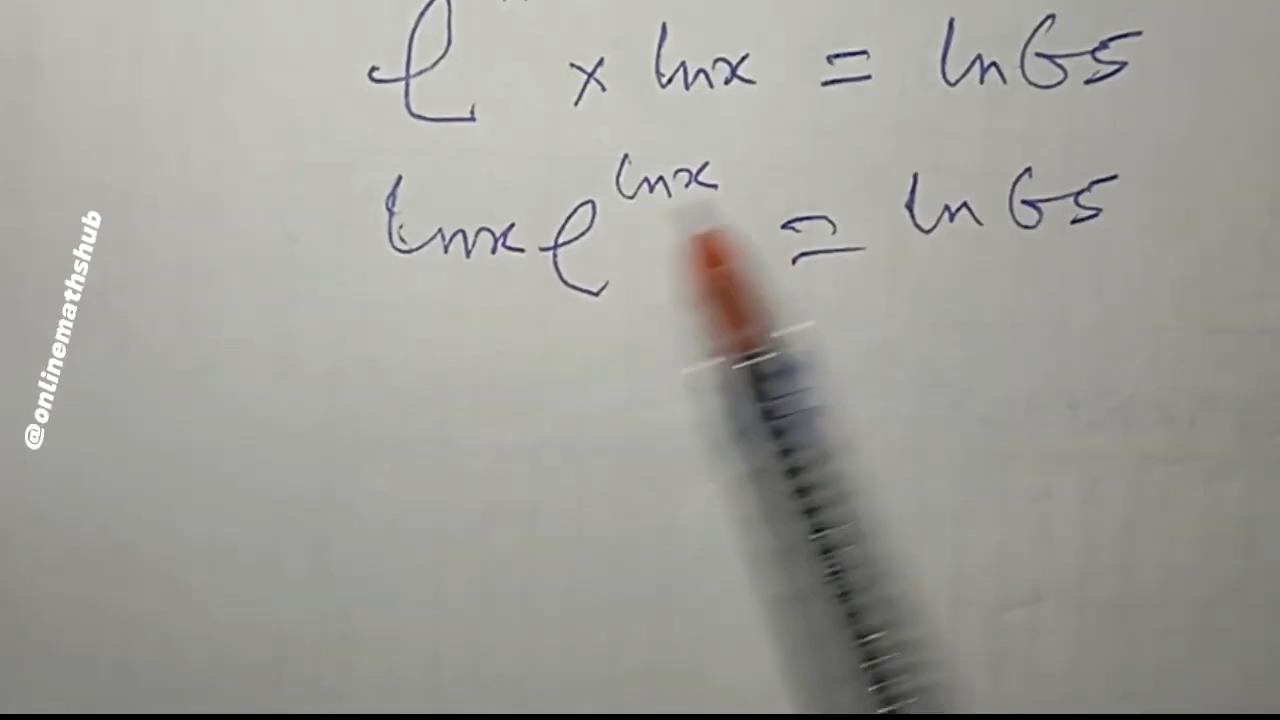 e × lnx = ln65
lnx e^lnx = ln65
@onlinemathshub